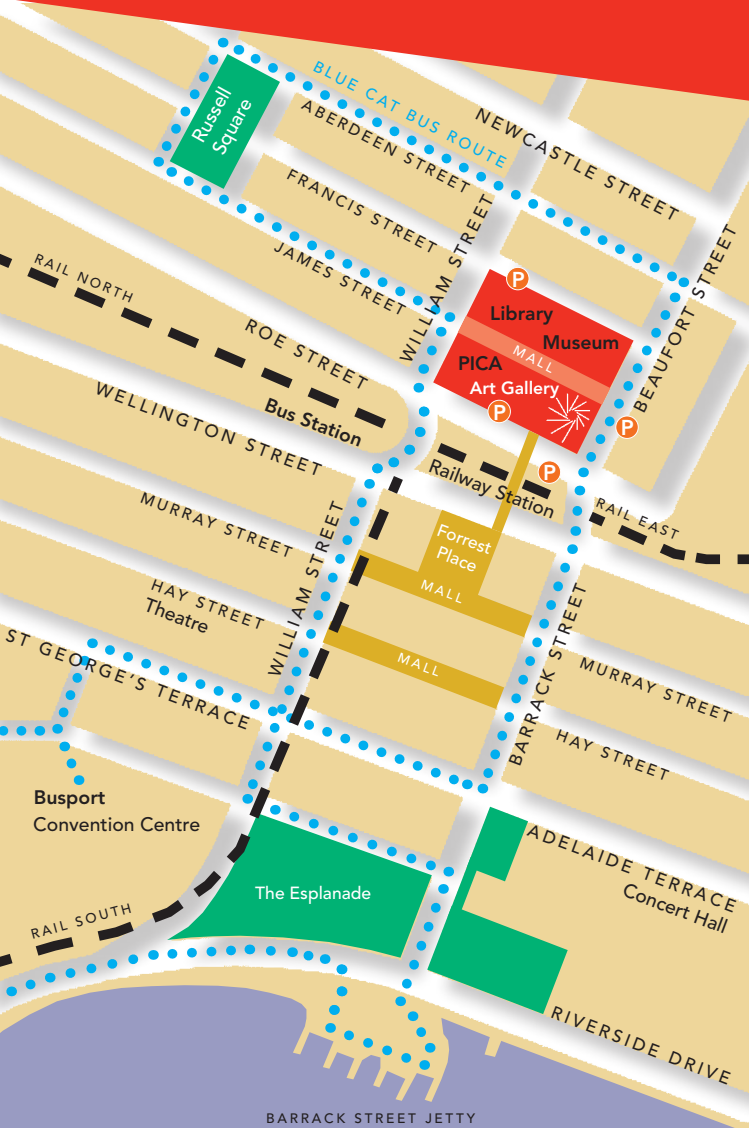 BLUE CAT BUS ROUTE
NEWCASTLE STREET
Russell
Square
ABERDEEN STREET
FRANCIS STREET
JAMES STREET
WILLIAM STREET
BEAUFORT STREET
RAIL NORTH
ROE STREET
P
Library
Museum
MALL
PICA
Art Gallery
P
P
P
Bus Station
WELLINGTON STREET
Railway Station
RAIL EAST
MURRAY STREET
Forrest
Place
MALL
HAY STREET
Theatre
WILLIAM STREET
ST GEORGE'S TERRACE
MALL
BARRACK STREET
MURRAY STREET
HAY STREET
Busport
Convention Centre
ADELAIDE TERRACE
Concert Hall
The Esplanade
RAIL SOUTH
RIVERSIDE DRIVE
BARRACK STREET JETTY